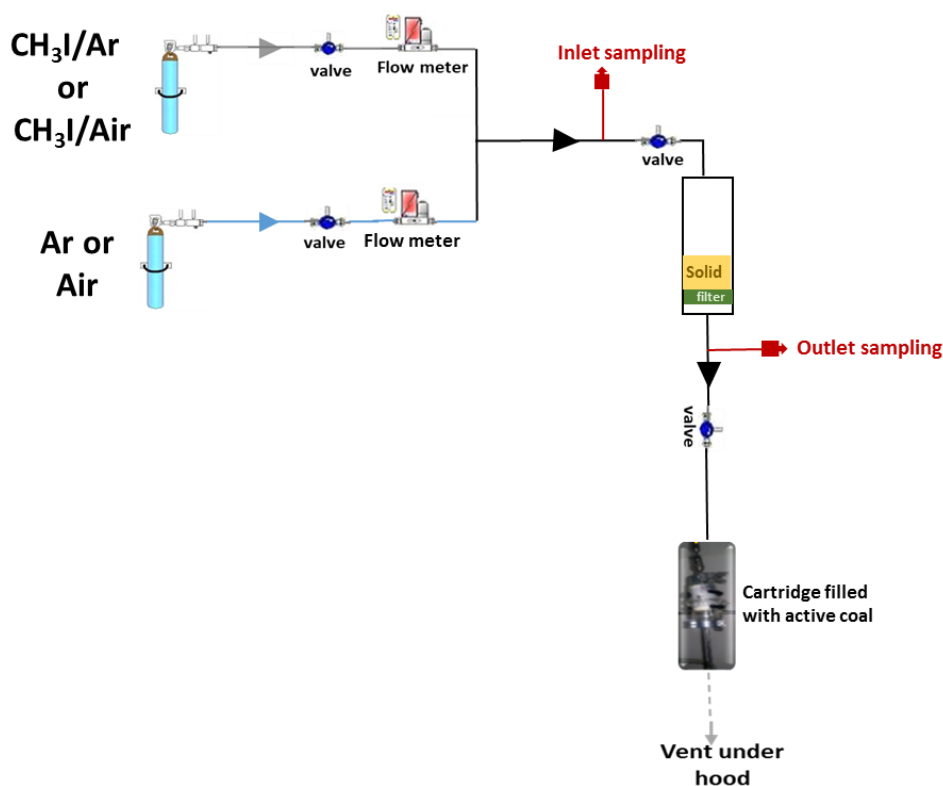 CH₃I/Ar
or
CH₃I/Air
valve
Flow meter
Inlet sampling
valve
Ar or
Air
valve
Flow meter
Solid
filter
Outlet sampling
valve
Cartridge filled
with active coal
Vent under
hood